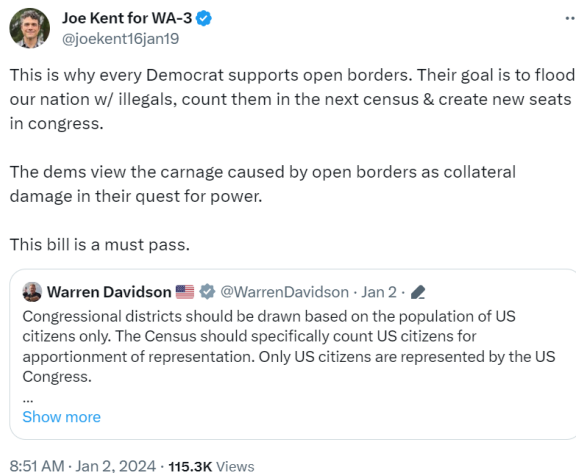 Joe Kent for WA-3
@joekent16jan19
This is why every Democrat supports open borders. Their goal is to flood
our nation w/ illegals, count them in the next census & create new seats
in congress.
The dems view the carnage caused by open borders as collateral
damage in their quest for power.
This bill is a must pass.
Warren Davidson 🇺🇸 @WarrenDavidson · Jan 2 ·
Congressional districts should be drawn based on the population of US
citizens only. The Census should specifically count US citizens for
apportionment of representation. Only US citizens are represented by the US
Congress.
...
Show more
8:51 AM · Jan 2, 2024 · 115.3K Views